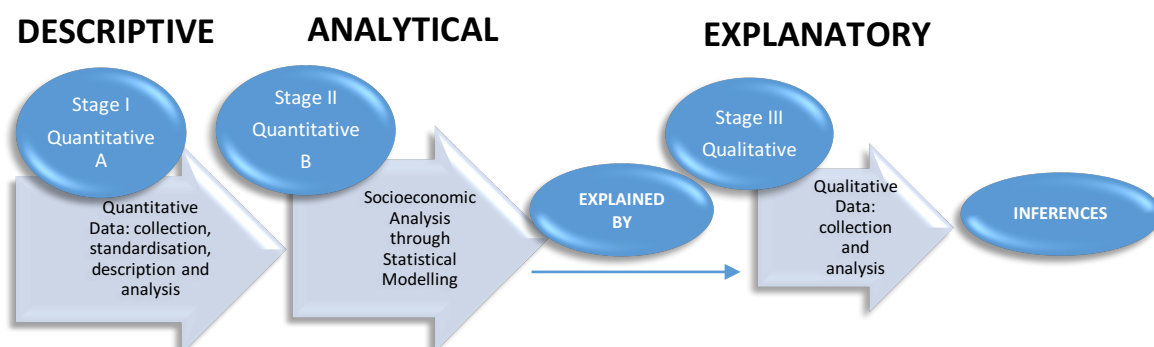 DESCRIPTIVE
ANALYTICAL
EXPLANATORY
Stage I
Quantitative
A
Quantitative
Data: collection,
standardisation,
description and
analysis
Stage II
Quantitative
B
Socioeconomic
Analysis
through
Statistical
Modelling
EXPLAINED
BY
Stage III
Qualitative
Qualitative
Data:
collection
and
analysis
INFERENCES